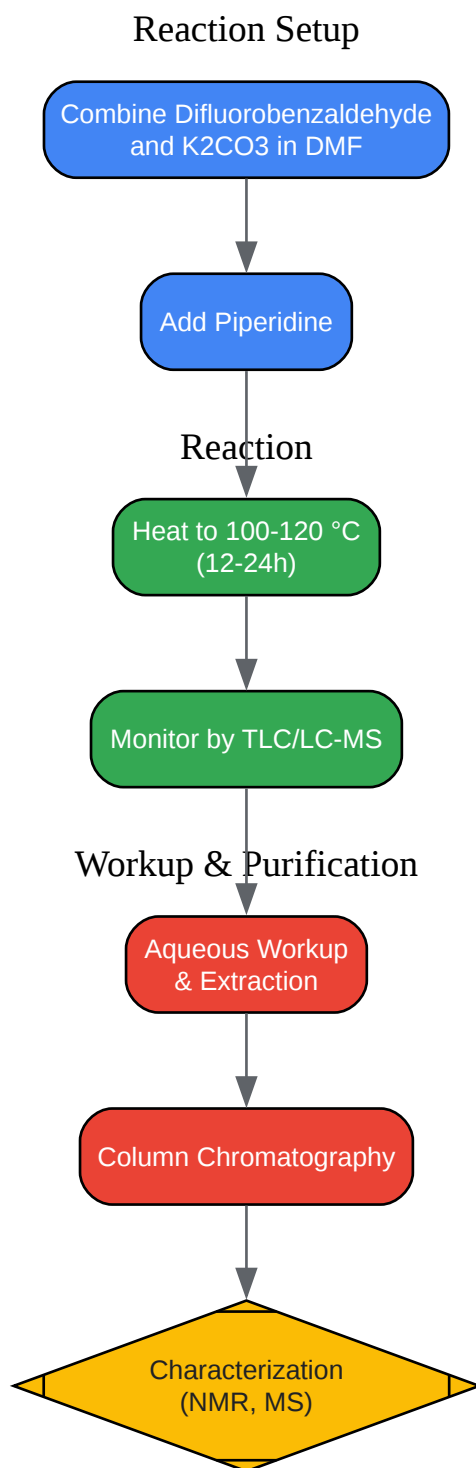 Reaction Setup
Combine Difluorobenzaldehyde
and K2CO3 in DMF
Add Piperidine
Reaction
Heat to 100-120 °C
(12-24h)
Monitor by TLC/LC-MS
Workup & Purification
Aqueous Workup
& Extraction
Column Chromatography
Characterization
(NMR, MS)